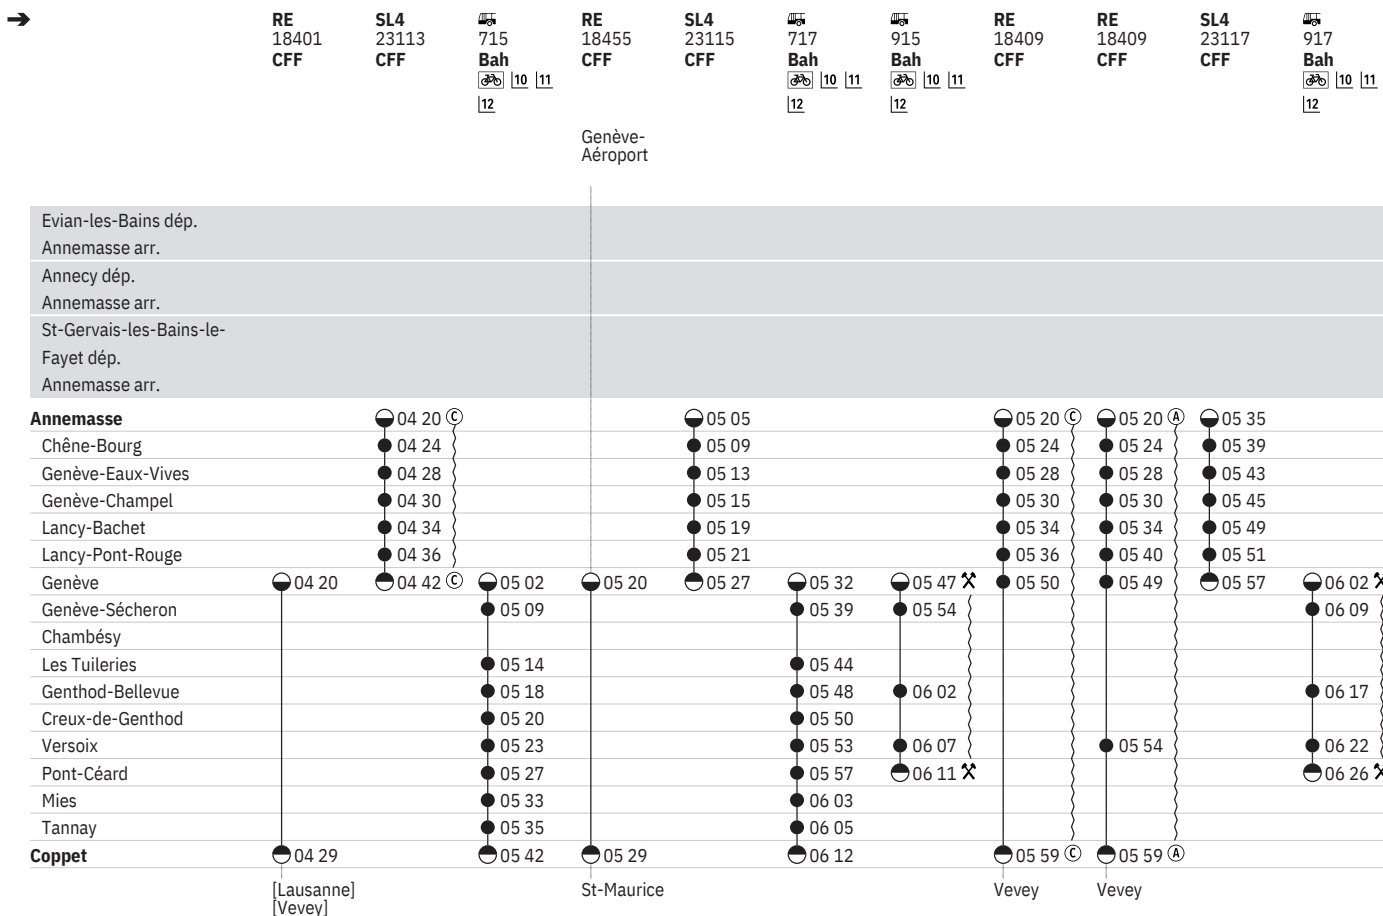 ➔ RE SL4 RE SL4 RE RE SL4
18401 23113 715 18455 23115 717 915 18409 18409 23117 917
CFF CFF Bah CFF CFF Bah Bah CFF CFF CFF Bah
10 11 10 11 10 11 10 11
12 12 12 12
Genève-
Aéroport
Evian-les-Bains dép.
Annemasse arr.
Annecy dép.
Annemasse arr.
St-Gervais-les-Bains-le-
Fayet dép.
Annemasse arr.
Annemasse 04 20 Ⓒ 05 05 05 20 Ⓒ 05 20 Ⓐ 05 35
Chêne-Bourg 04 24 05 09 05 24 05 24 05 39
Genève-Eaux-Vives 04 28 05 13 05 28 05 28 05 43
Genève-Champel 04 30 05 15 05 30 05 30 05 45
Lancy-Bachet 04 34 05 19 05 34 05 34 05 49
Lancy-Pont-Rouge 04 36 05 21 05 36 05 40 05 51
Genève 04 20 04 42 Ⓒ 05 02 05 20 05 27 05 32 05 47 05 50 05 49 05 57 06 02
Genève-Sécheron 05 09 05 39 05 54 06 09
Chambésy
Les Tuileries 05 14 05 44
Genthod-Bellevue 05 18 05 48 06 02 06 17
Creux-de-Genthod 05 20 05 50
Versoix 05 23 05 53 06 07 05 54 06 22
Pont-Céard 05 27 05 57 06 11 06 26
Mies 05 33 06 03
Tannay 05 35 06 05
Coppet 04 29 05 42 05 29 06 12 05 59 Ⓒ 05 59 Ⓐ
[Lausanne] St-Maurice Vevey Vevey
[Vevey]